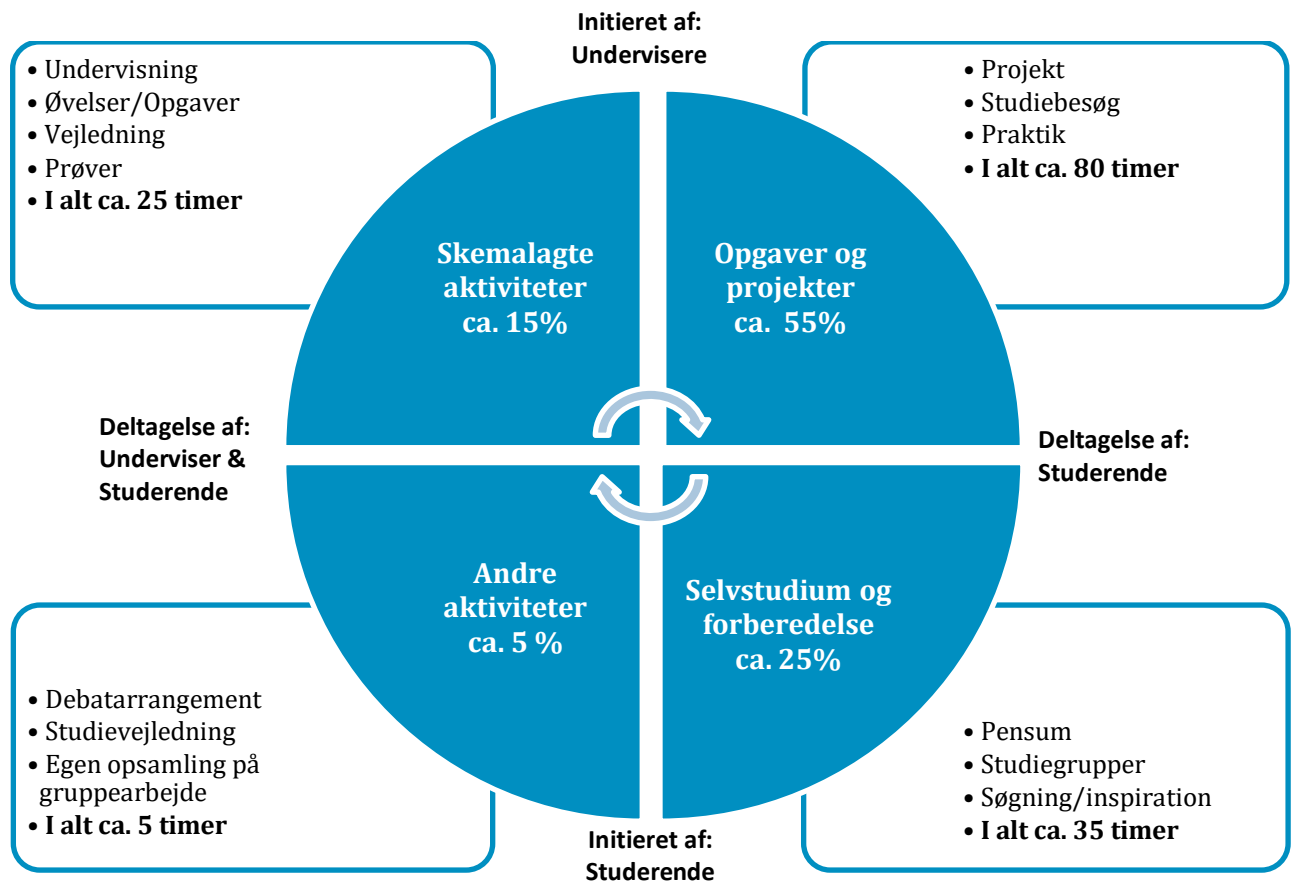 Initieret af:
Undervisere
• Undervisning
• Øvelser/Opgaver
• Vejledning
• Prøver
• I alt ca. 25 timer
• Projekt
• Studiebesøg
• Praktik
• I alt ca. 80 timer
Skemalagte
aktiviteter
ca. 15%
Opgaver og
projekter
ca. 55%
Deltagelse af:
Underviser &
Studerende
Deltagelse af:
Studerende
Andre
aktiviteter
ca. 5 %
Selvstudium og
forberedelse
ca. 25%
• Debatarrangement
• Studievejledning
• Egen opsamling på
gruppearbejde
• I alt ca. 5 timer
• Pensum
• Studiegrupper
• Søgning/inspiration
• I alt ca. 35 timer
Initieret af:
Studerende